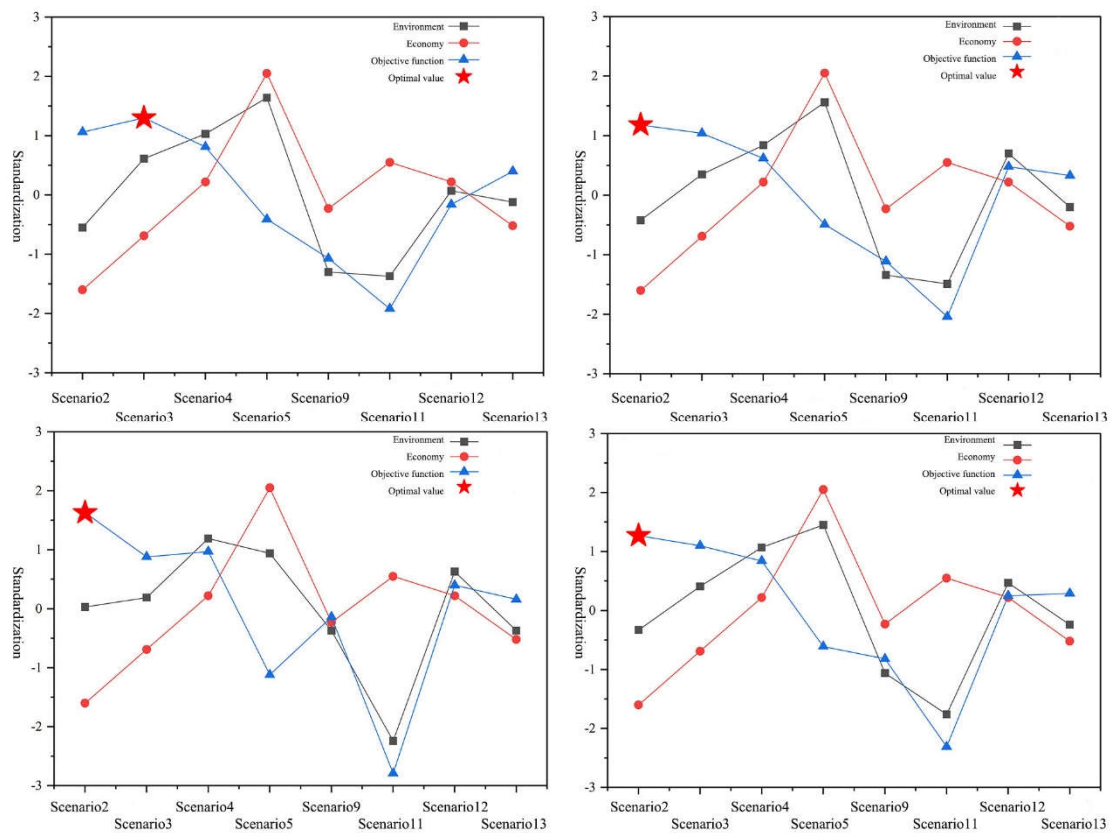 3
2
1
0
-1
-2
-3
Standardization
Environment
Economy
Objective function
Optimal value
Scenario2
Scenario3
Scenario4
Scenario5
Scenario9
Scenario11
Scenario12
Scenario13
3
2
1
0
-1
-2
-3
Standardization
Environment
Economy
Objective function
Optimal value
Scenario2
Scenario3
Scenario4
Scenario5
Scenario9
Scenario11
Scenario12
Scenario13
3
2
1
0
-1
-2
-3
Standardization
Environment
Economy
Objective function
Optimal value
Scenario2
Scenario3
Scenario4
Scenario5
Scenario9
Scenario11
Scenario12
Scenario13
3
2
1
0
-1
-2
-3
Standardization
Environment
Economy
Objective function
Optimal value
Scenario2
Scenario3
Scenario4
Scenario5
Scenario9
Scenario11
Scenario12
Scenario13